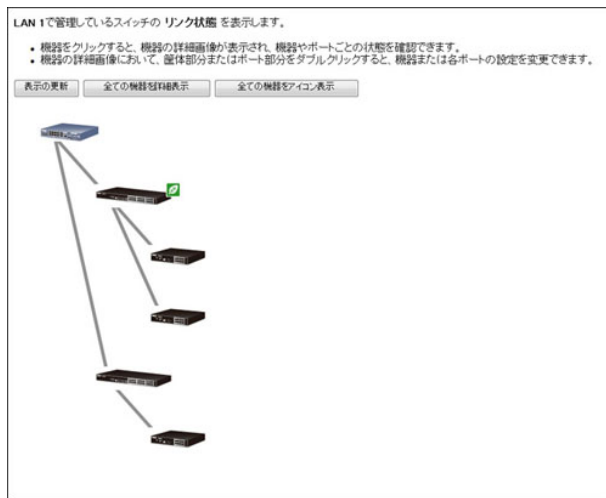 LAN 1で管理しているスイッチの リンク状態 を表示します。
機器をクリックすると、機器の詳細画像が表示され、機器やポートごとの状態を確認できます。
機器の詳細画像において、筐体部分またはポート部分をダブルクリックすると、機器または各ポートの設定を変更できます。
表示の更新 全ての機器を詳細表示 全ての機器をアイコン表示